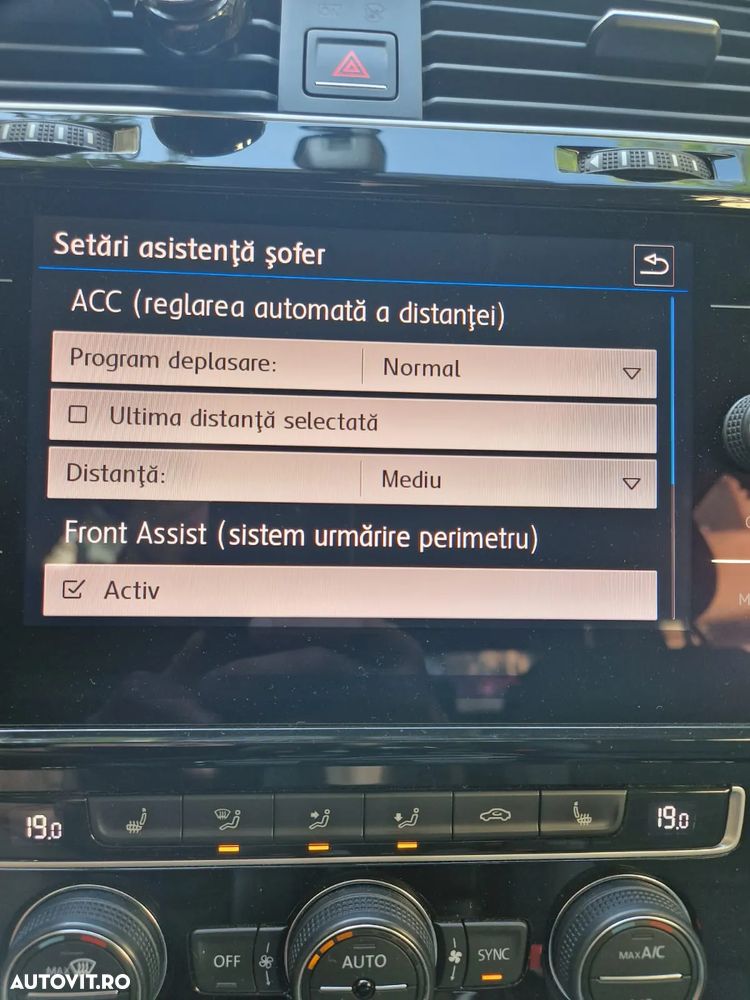 Setări asistenţă şofer
ACC (reglarea automată a distanţei)
Program deplasare: Normal
Ultima distanţă selectată
Distanţă: Mediu
Front Assist (sistem urmărire perimetru)
Activ
19.0 19.0
OFF AUTO SYNC MAX A/C
MAX
AUTOVIT.RO